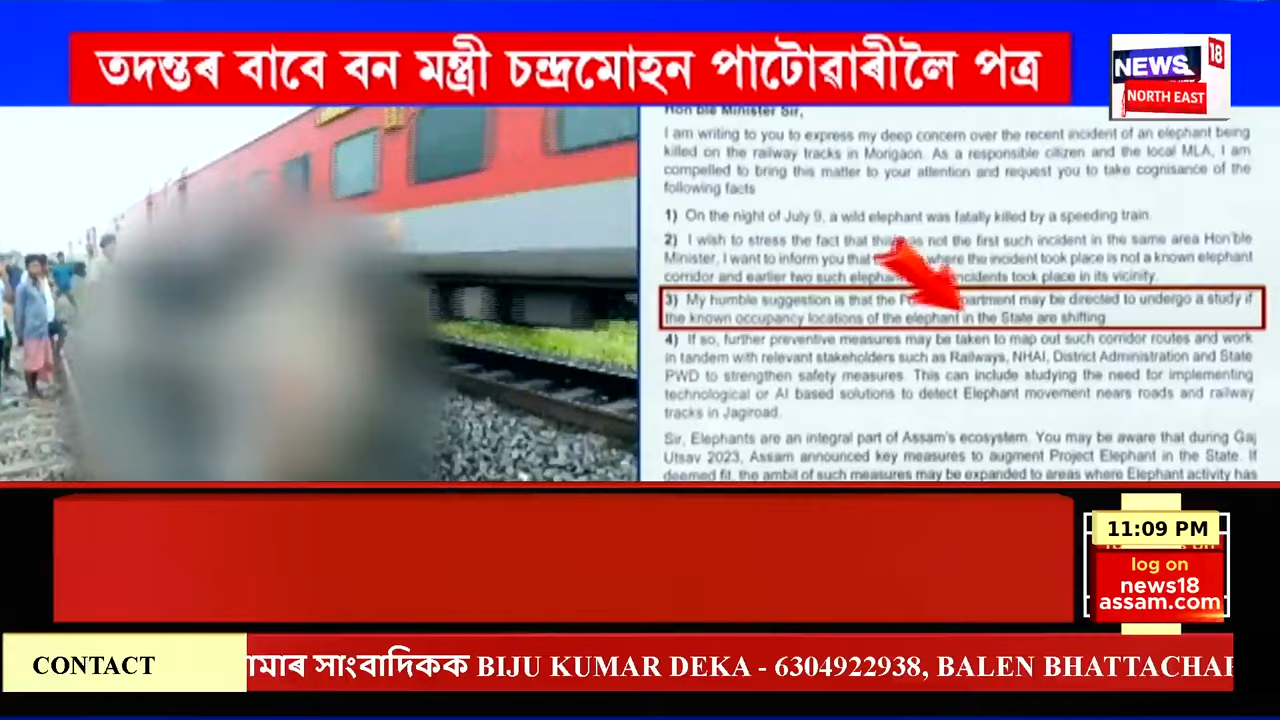 তদন্তৰ বাবে বন মন্ত্ৰী চন্দ্ৰমোহন পাটোৱাৰীলৈ পত্ৰ
NEWS 18
NORTH EAST
Hon'ble Minister Sir,
I am writing to you to express my deep concern over the recent incident of an elephant being
killed on the railway tracks in Morigaon. As a responsible citizen and the local MLA, I am
compelled to bring this matter to your attention and request you to take cognisance of the
following facts
1) On the night of July 9, a wild elephant was fatally killed by a speeding train.
2) I wish to stress the fact that not the first such incident in the same area Hon'ble
Minister, I want to inform you that where the incident took place is not a known elephant
corridor and earlier two such incidents took place in its vicinity.
3) My humble suggestion is that the may be directed to undergo a study if
the known occupancy locations of the elephant in the State are shifting
4) If so, further preventive measures may be taken to map out such corridor routes and work
in tandem with relevant stakeholders such as Railways, NHAI, District Administration and State
PWD to strengthen safety measures. This can include studying the need for implementing
technological or AI based solutions to detect Elephant movement nears roads and railway
tracks in Jagiroad.
Sir, Elephants are an integral part of Assam's ecosystem. You may be aware that during Gaj
Utsav 2023, Assam announced key measures to augment Project Elephant in the State. If
deemed fit, the ambit of such measures may be expanded to areas where Elephant activity has
11:09 PM
log on
news18
assam.com
CONTACT
সাংবাদিকক BIJU KUMAR DEKA - 6304922938, BALEN